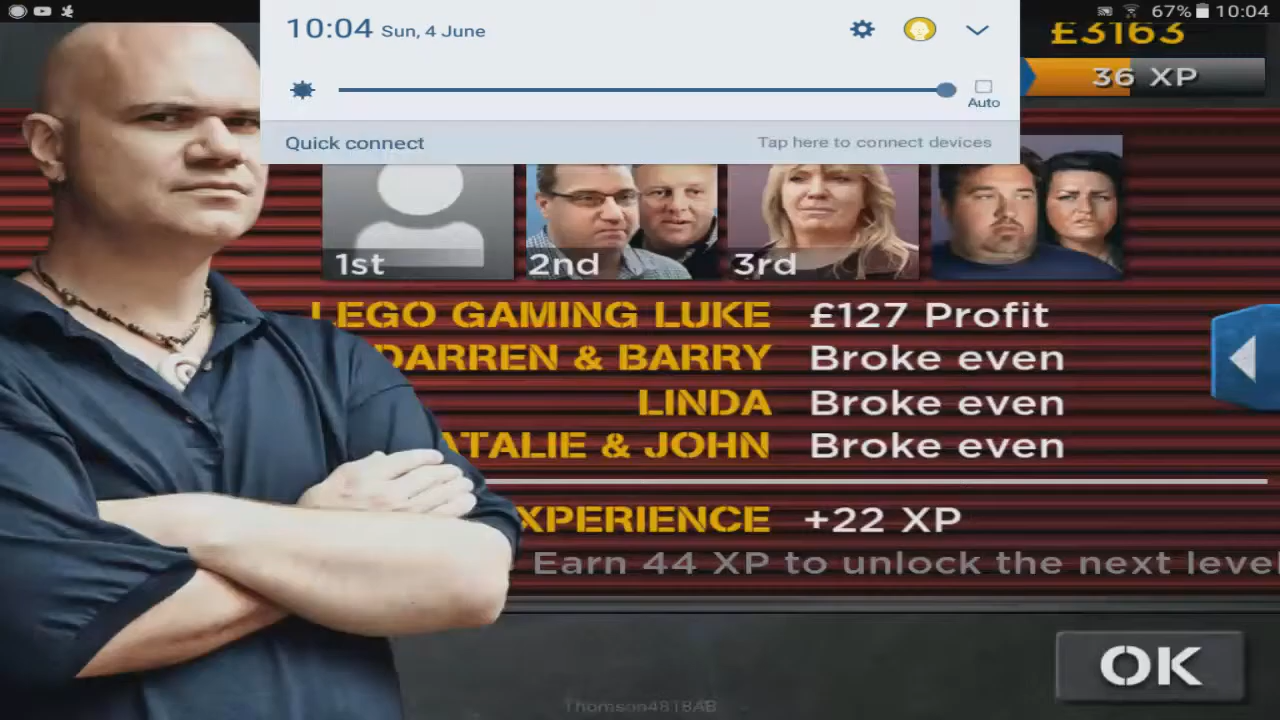 10:04 Sun, 4 June
67% 10:04
£3163
36 XP
Auto
Quick connect
Tap here to connect devices
1st
2nd
3rd
LEGO GAMING LUKE £127 Profit
DARREN & BARRY Broke even
LINDA Broke even
ATALIE & JOHN Broke even
XPERIENCE +22 XP
Earn 44 XP to unlock the next level
OK
Thomson4818AB